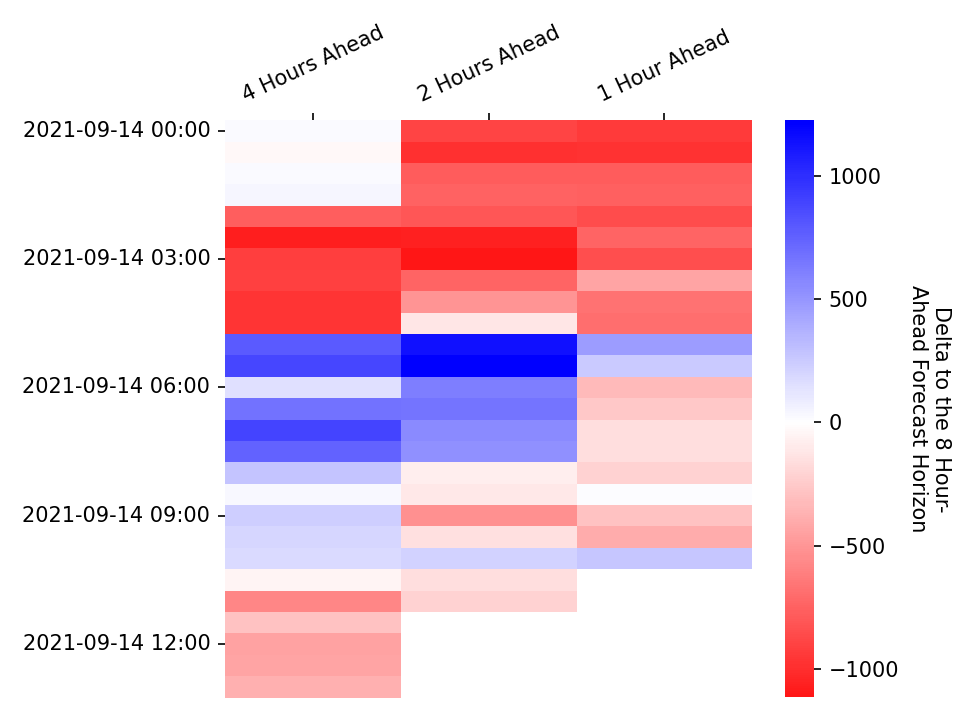 4 Hours Ahead
2 Hours Ahead
1 Hour Ahead
2021-09-14 00:00
2021-09-14 03:00
2021-09-14 06:00
2021-09-14 09:00
2021-09-14 12:00
1000
500
0
−500
−1000
Delta to the 8 Hour-
Ahead Forecast Horizon